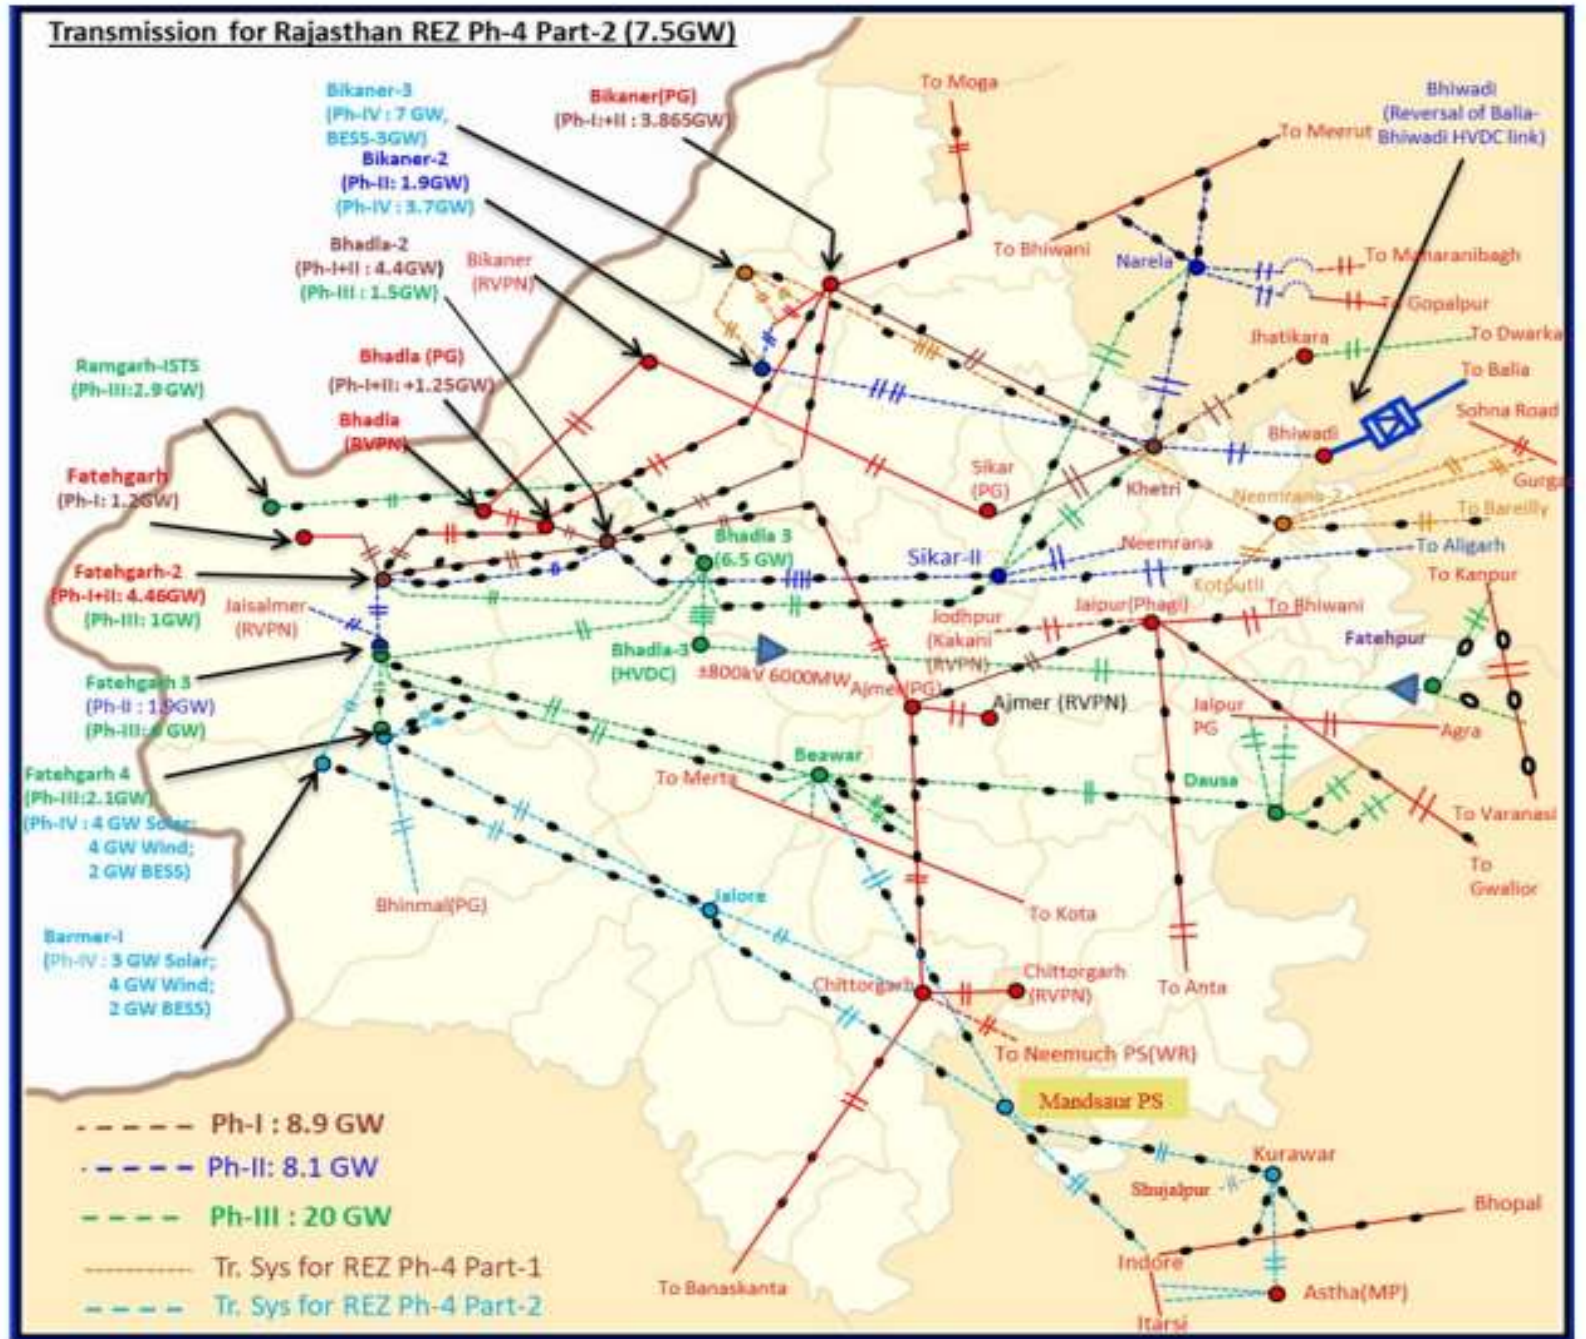 Transmission for Rajasthan REZ Ph-4 Part-2 (7.5GW)
Bikaner-3
(Ph-IV : 7 GW,
BESS-3GW)
Bikaner(PG)
(Ph-I:+II : 3.865GW)
To Moga
Bhiwadi
(Reversal of Balia-
Bhiwadi HVDC link)
To Meerut
Bikaner-2
(Ph-II: 1.9GW)
(Ph-IV : 3.7GW)
Bhadla-2
(Ph-I+II : 4.4GW)
(Ph-III : 1.5GW)
Bikaner
(RVPN)
To Bhiwani
Narela
To Maharanibagh
To Gopalpur
Jhatikara
To Dwarka
To Balia
Ramgarh-ISTS
(Ph-III:2.9 GW)
Bhadla (PG)
(Ph-I+II: +1.25GW)
Bhadla
(RVPN)
Sohna Road
Bhiwadi
Fatehgarh
(Ph-I: 1.2GW)
Sikar
(PG)
Khetri
Gurga
Neemrana-2
To Bareilly
Bhadla 3
(6.5 GW)
Sikar-II
Neemrana
To Aligarh
Kotputli
To Kanpur
Fatehgarh-2
(Ph-I+II: 4.46GW)
(Ph-III: 1GW)
Jaisalmer
(RVPN)
Jodhpur
(Kakani
(RVPN)
Jaipur(Phagi)
To Bhiwani
Fatehpur
Bhadla-3
(HVDC)
±800kV 6000MW
Ajmer(PG)
Ajmer (RVPN)
Fatehgarh 3
(Ph-II : 1.9GW)
(Ph-III: 6 GW)
Jaipur
PG
Agra
Fatehgarh 4
(Ph-III:2.1GW)
(Ph-IV : 4 GW Solar;
4 GW Wind;
2 GW BESS)
Beawar
To Merta
Dausa
To Varanasi
To
Gwalior
Bhinmal(PG)
Jalore
To Kota
Barmer-I
(Ph-IV : 3 GW Solar;
4 GW Wind;
2 GW BESS)
Chittorgarh
Chittorgarh
(RVPN)
To Anta
To Neemuch PS(WR)
Mandsaur PS
Kurawar
Shujalpur
Bhopal
Indore
To Banaskanta
Astha(MP)
Itarsi
Ph-I : 8.9 GW
Ph-II: 8.1 GW
Ph-III : 20 GW
Tr. Sys for REZ Ph-4 Part-1
Tr. Sys for REZ Ph-4 Part-2